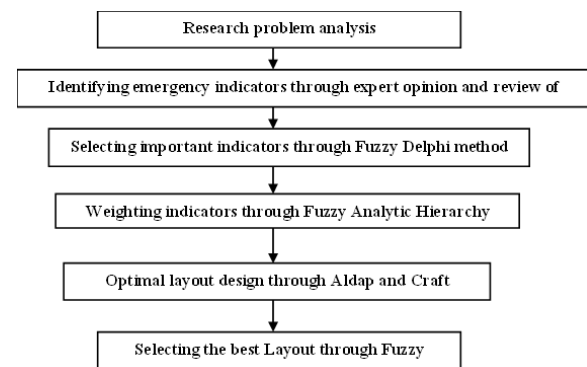 Research problem analysis
Identifying emergency indicators through expert opinion and review of
Selecting important indicators through Fuzzy Delphi method
Weighting indicators through Fuzzy Analytic Hierarchy
Optimal layout design through Aldap and Craft
Selecting the best Layout through Fuzzy